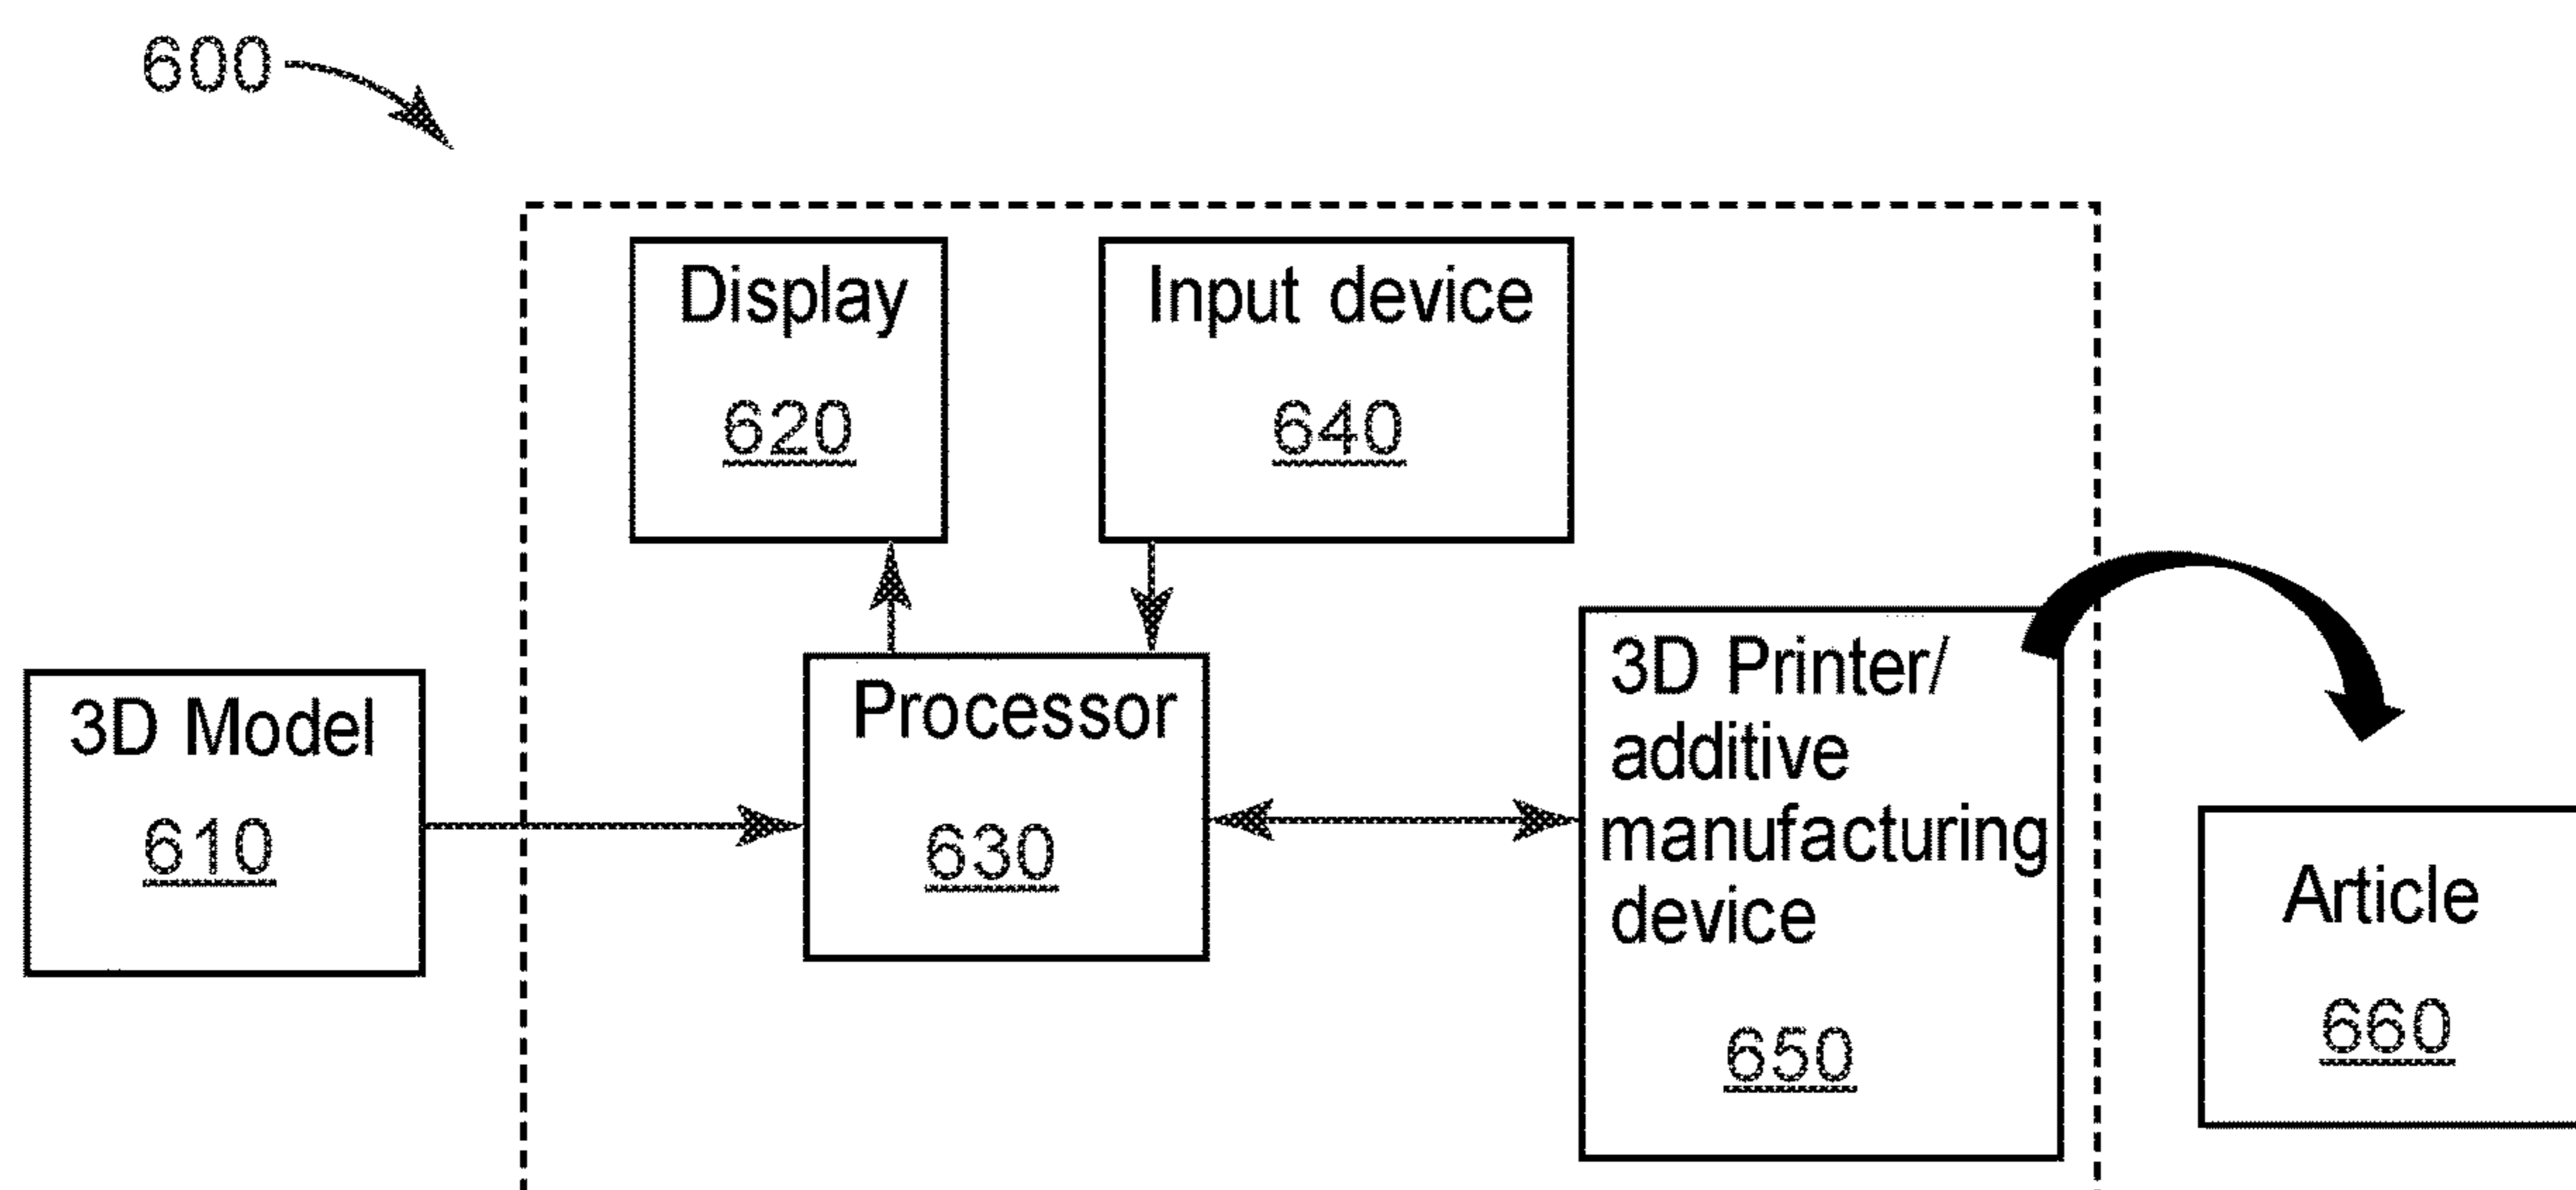 600
Display
620
Input device
640
3D Model
610
Processor
630
3D Printer/
additive
manufacturing
device
650
Article
660